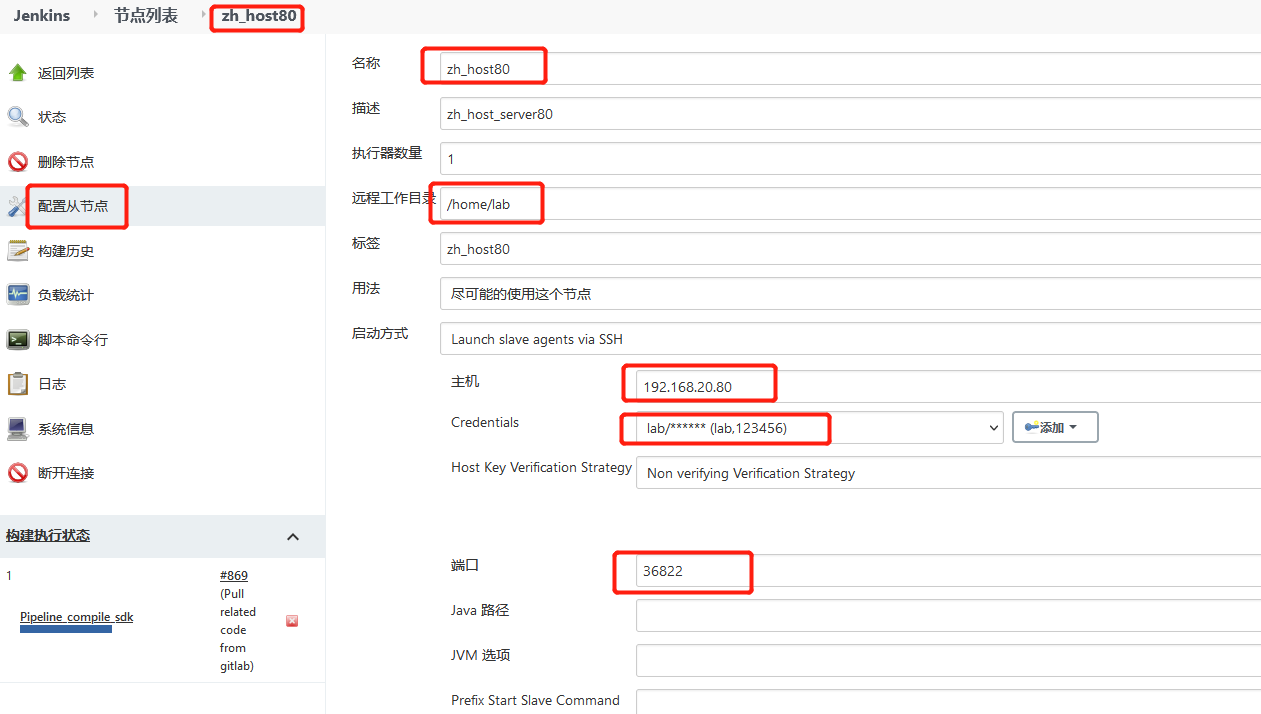 Jenkins 节点列表 zh_host80
返回列表
状态
删除节点
配置从节点
构建历史
负载统计
脚本命令行
日志
系统信息
断开连接
构建执行状态
1
Pipeline_compile_sdk
#869
(Pull
related
code
from
gitlab)
名称 zh_host80
描述 zh_host_server80
执行器数量 1
远程工作目录 /home/lab
标签 zh_host80
用法 尽可能的使用这个节点
启动方式 Launch slave agents via SSH
主机 192.168.20.80
Credentials lab/****** (lab,123456) 添加
Host Key Verification Strategy Non verifying Verification Strategy
端口 36822
Java 路径
JVM 选项
Prefix Start Slave Command